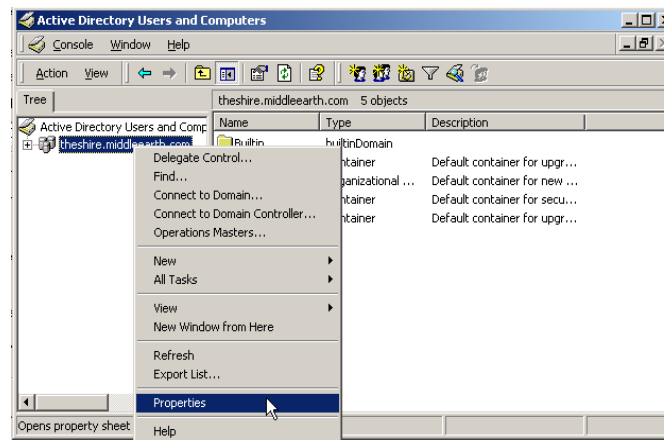 Active Directory Users and Computers
Console Window Help
Action View
Tree
theshire.middleearth.com 5 objects
Active Directory Users and Comp
theshire.middleearth.com
Name Type Description
Builtin builtinDomain
ntainer Default container for upgr...
ganizational ... Default container for new ...
ntainer Default container for secu...
ntainer Default container for upgr...
Delegate Control...
Find...
Connect to Domain...
Connect to Domain Controller...
Operations Masters...
New
All Tasks
View
New Window from Here
Refresh
Export List...
Properties
Help
Opens property sheet